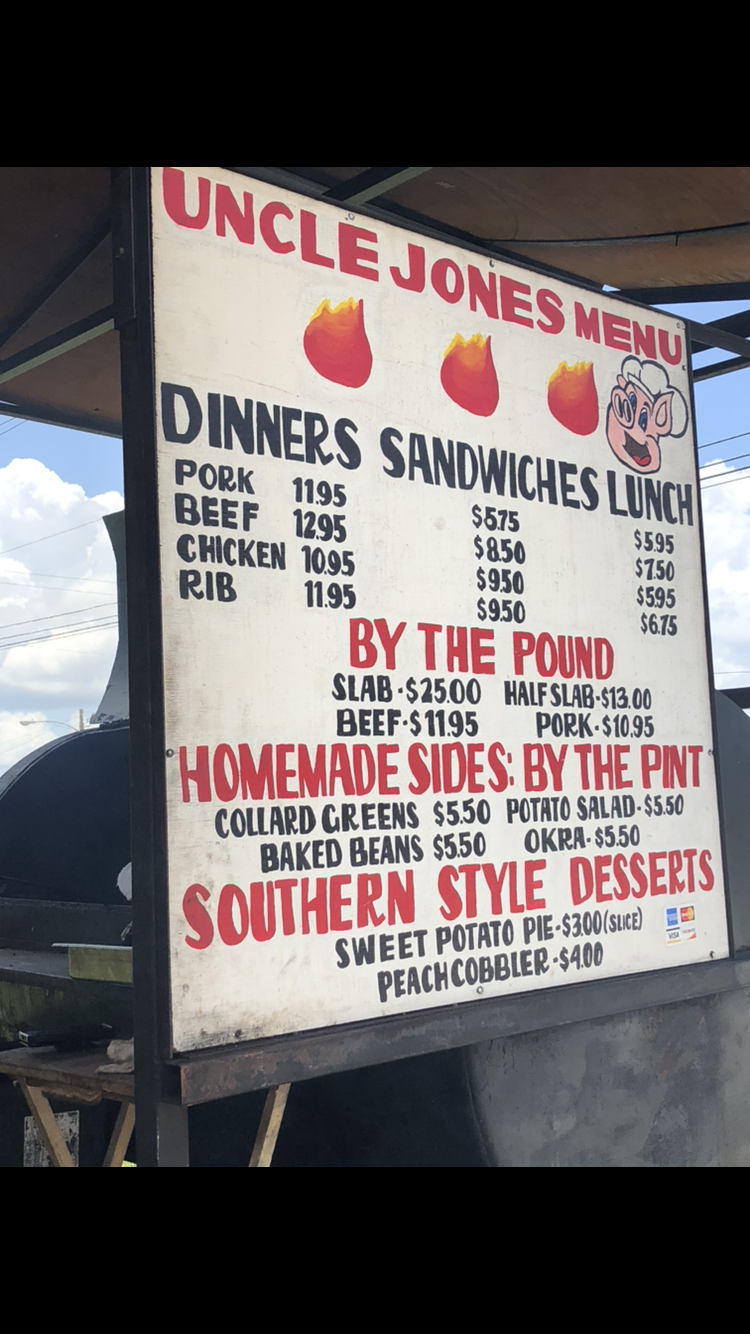 UNCLE JONES MENU
DINNERS SANDWICHES LUNCH
PORK 11.95 $5.75 $5.95
BEEF 12.95 $8.50 $7.50
CHICKEN 10.95 $9.50 $5.95
RIB 11.95 $9.50 $6.75
BY THE POUND
SLAB-$25.00 HALF SLAB-$13.00
BEEF-$11.95 PORK-$10.95
HOMEMADE SIDES: BY THE PINT
COLLARD GREENS $5.50 POTATO SALAD-$5.50
BAKED BEANS $5.50 OKRA-$5.50
SOUTHERN STYLE DESSERTS
SWEET POTATO PIE-$3.00(SLICE)
VISA
PEACH COBBLER-$4.00